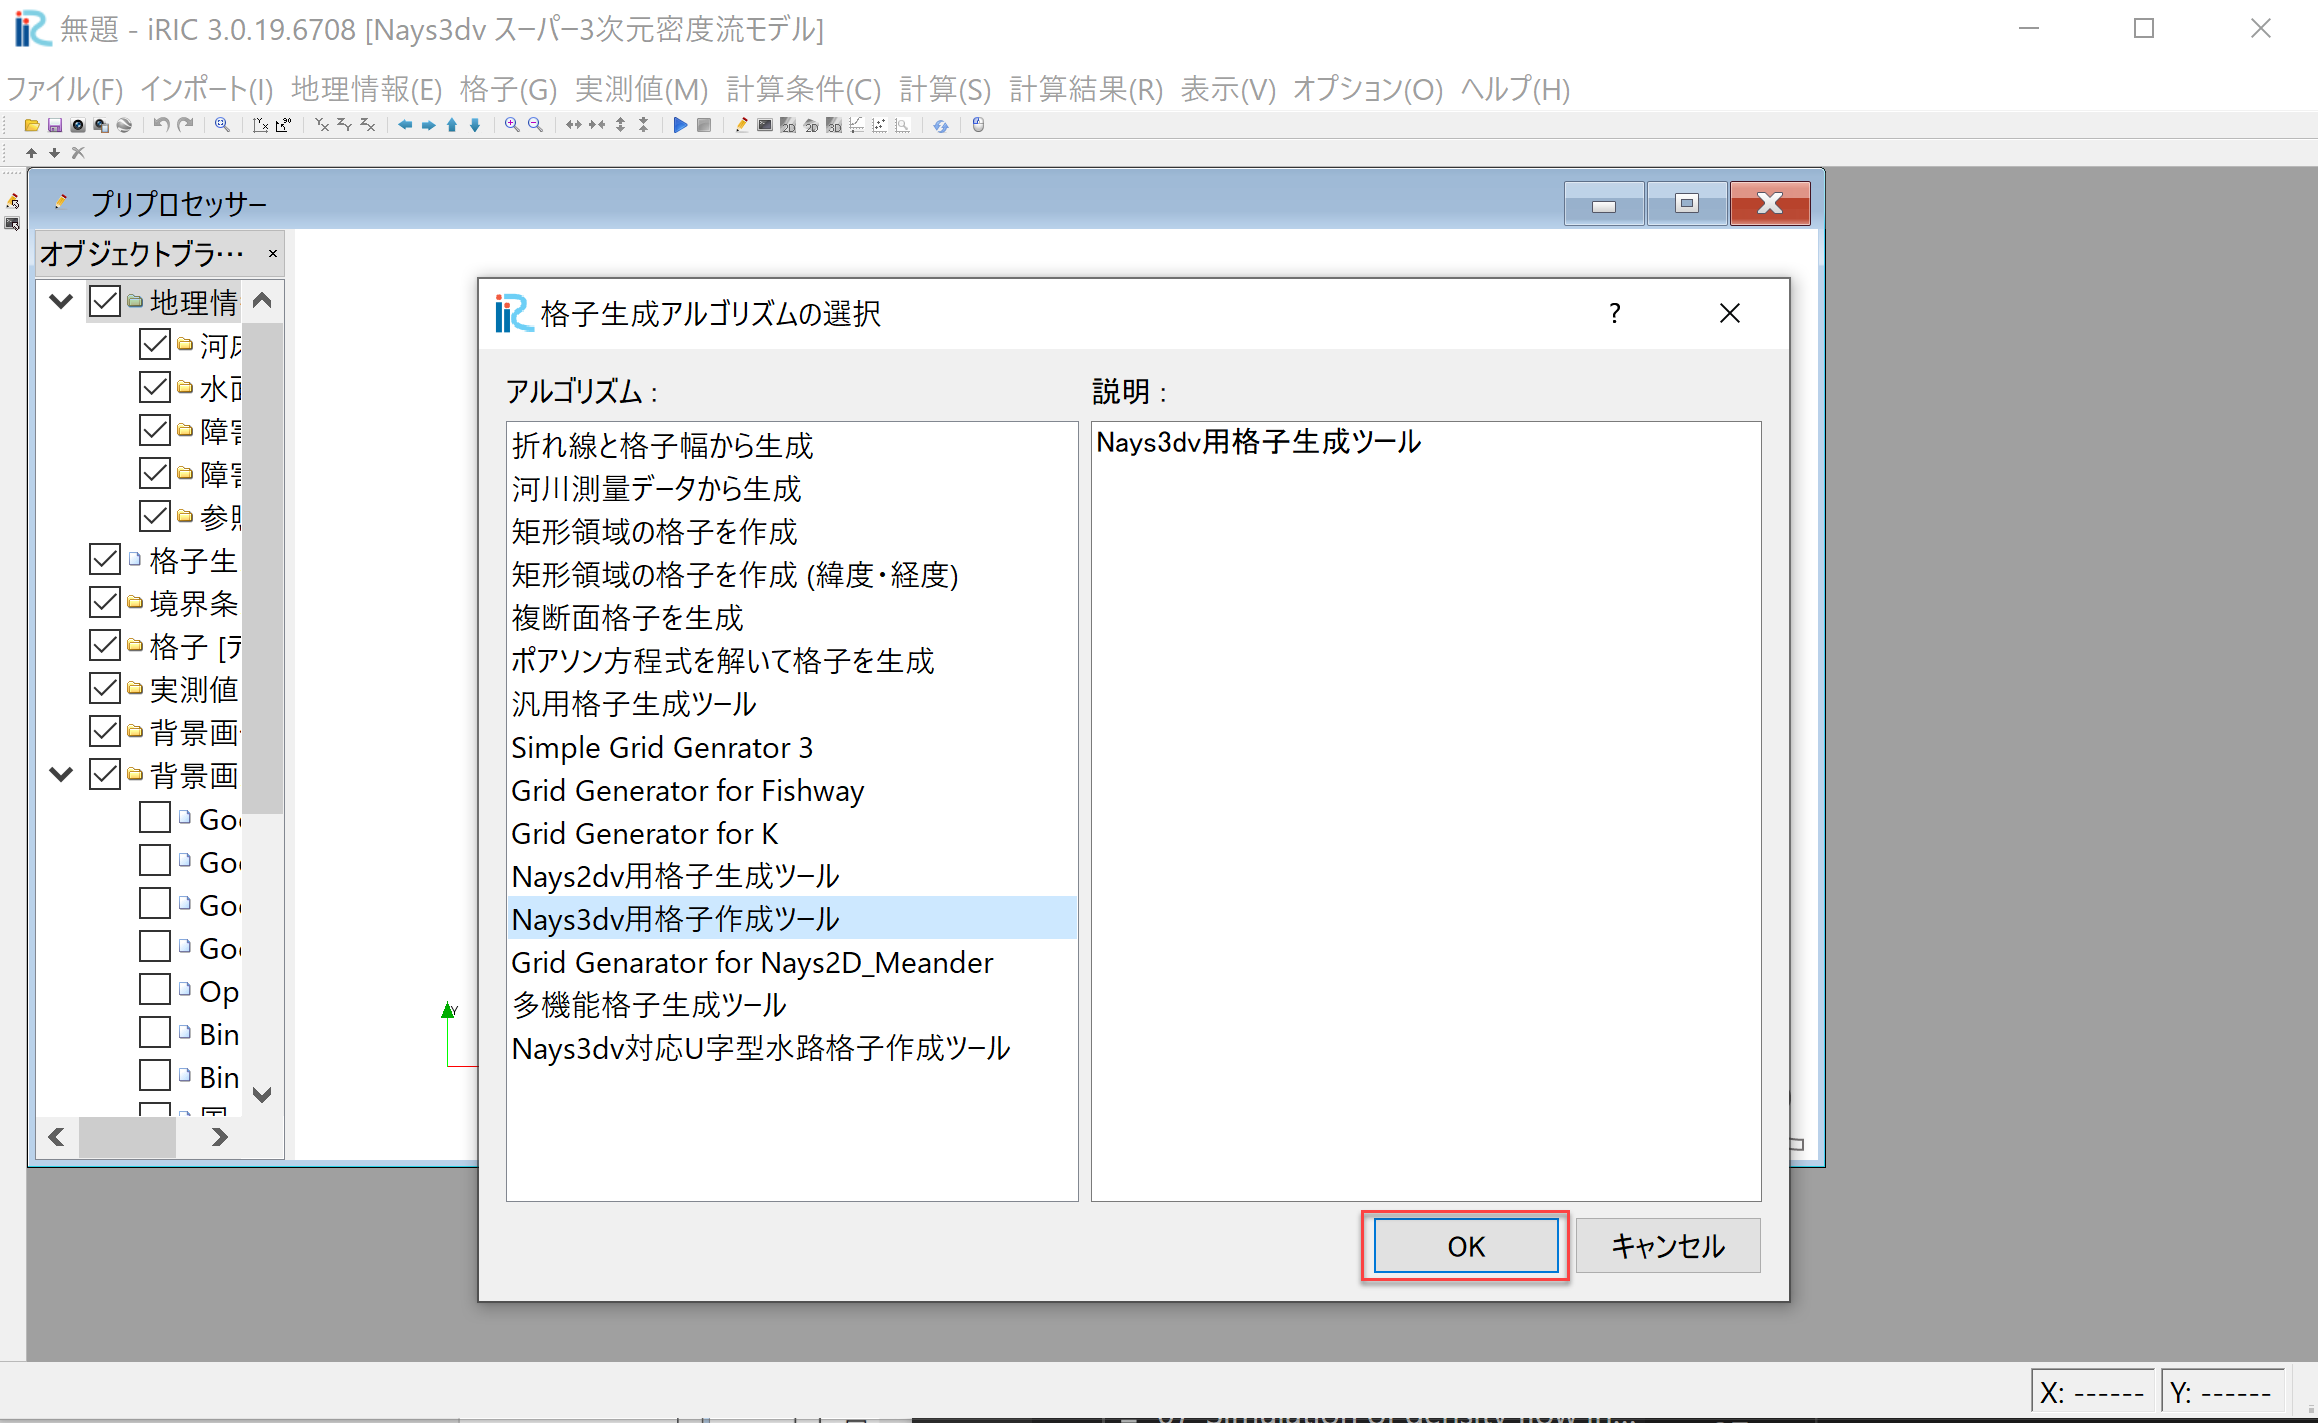 無題 - iRIC 3.0.19.6708 [Nays3dv スーパー3次元密度流モデル]
ファイル(F) インポート(I) 地理情報(E) 格子(G) 実測値(M) 計算条件(C) 計算(S) 計算結果(R) 表示(V) オプション(O) ヘルプ(H)
プリプロセッサー
オブジェクトブラ…
地理情
河床
水面
障害
障害
参照
格子生
境界条
格子 [デ
実測値
背景画
背景画
Goo
Goo
Goo
Goo
Op
Bin
Bin
Y
格子生成アルゴリズムの選択
?
アルゴリズム :
折れ線と格子幅から生成
河川測量データから生成
矩形領域の格子を作成
矩形領域の格子を作成 (緯度・経度)
複断面格子を生成
ポアソン方程式を解いて格子を生成
汎用格子生成ツール
Simple Grid Genrator 3
Grid Generator for Fishway
Grid Generator for K
Nays2dv用格子生成ツール
Nays3dv用格子作成ツール
Grid Genarator for Nays2D_Meander
多機能格子生成ツール
Nays3dv対応U字型水路格子作成ツール
説明 :
Nays3dv用格子生成ツール
OK
キャンセル
X: ------
Y: ------